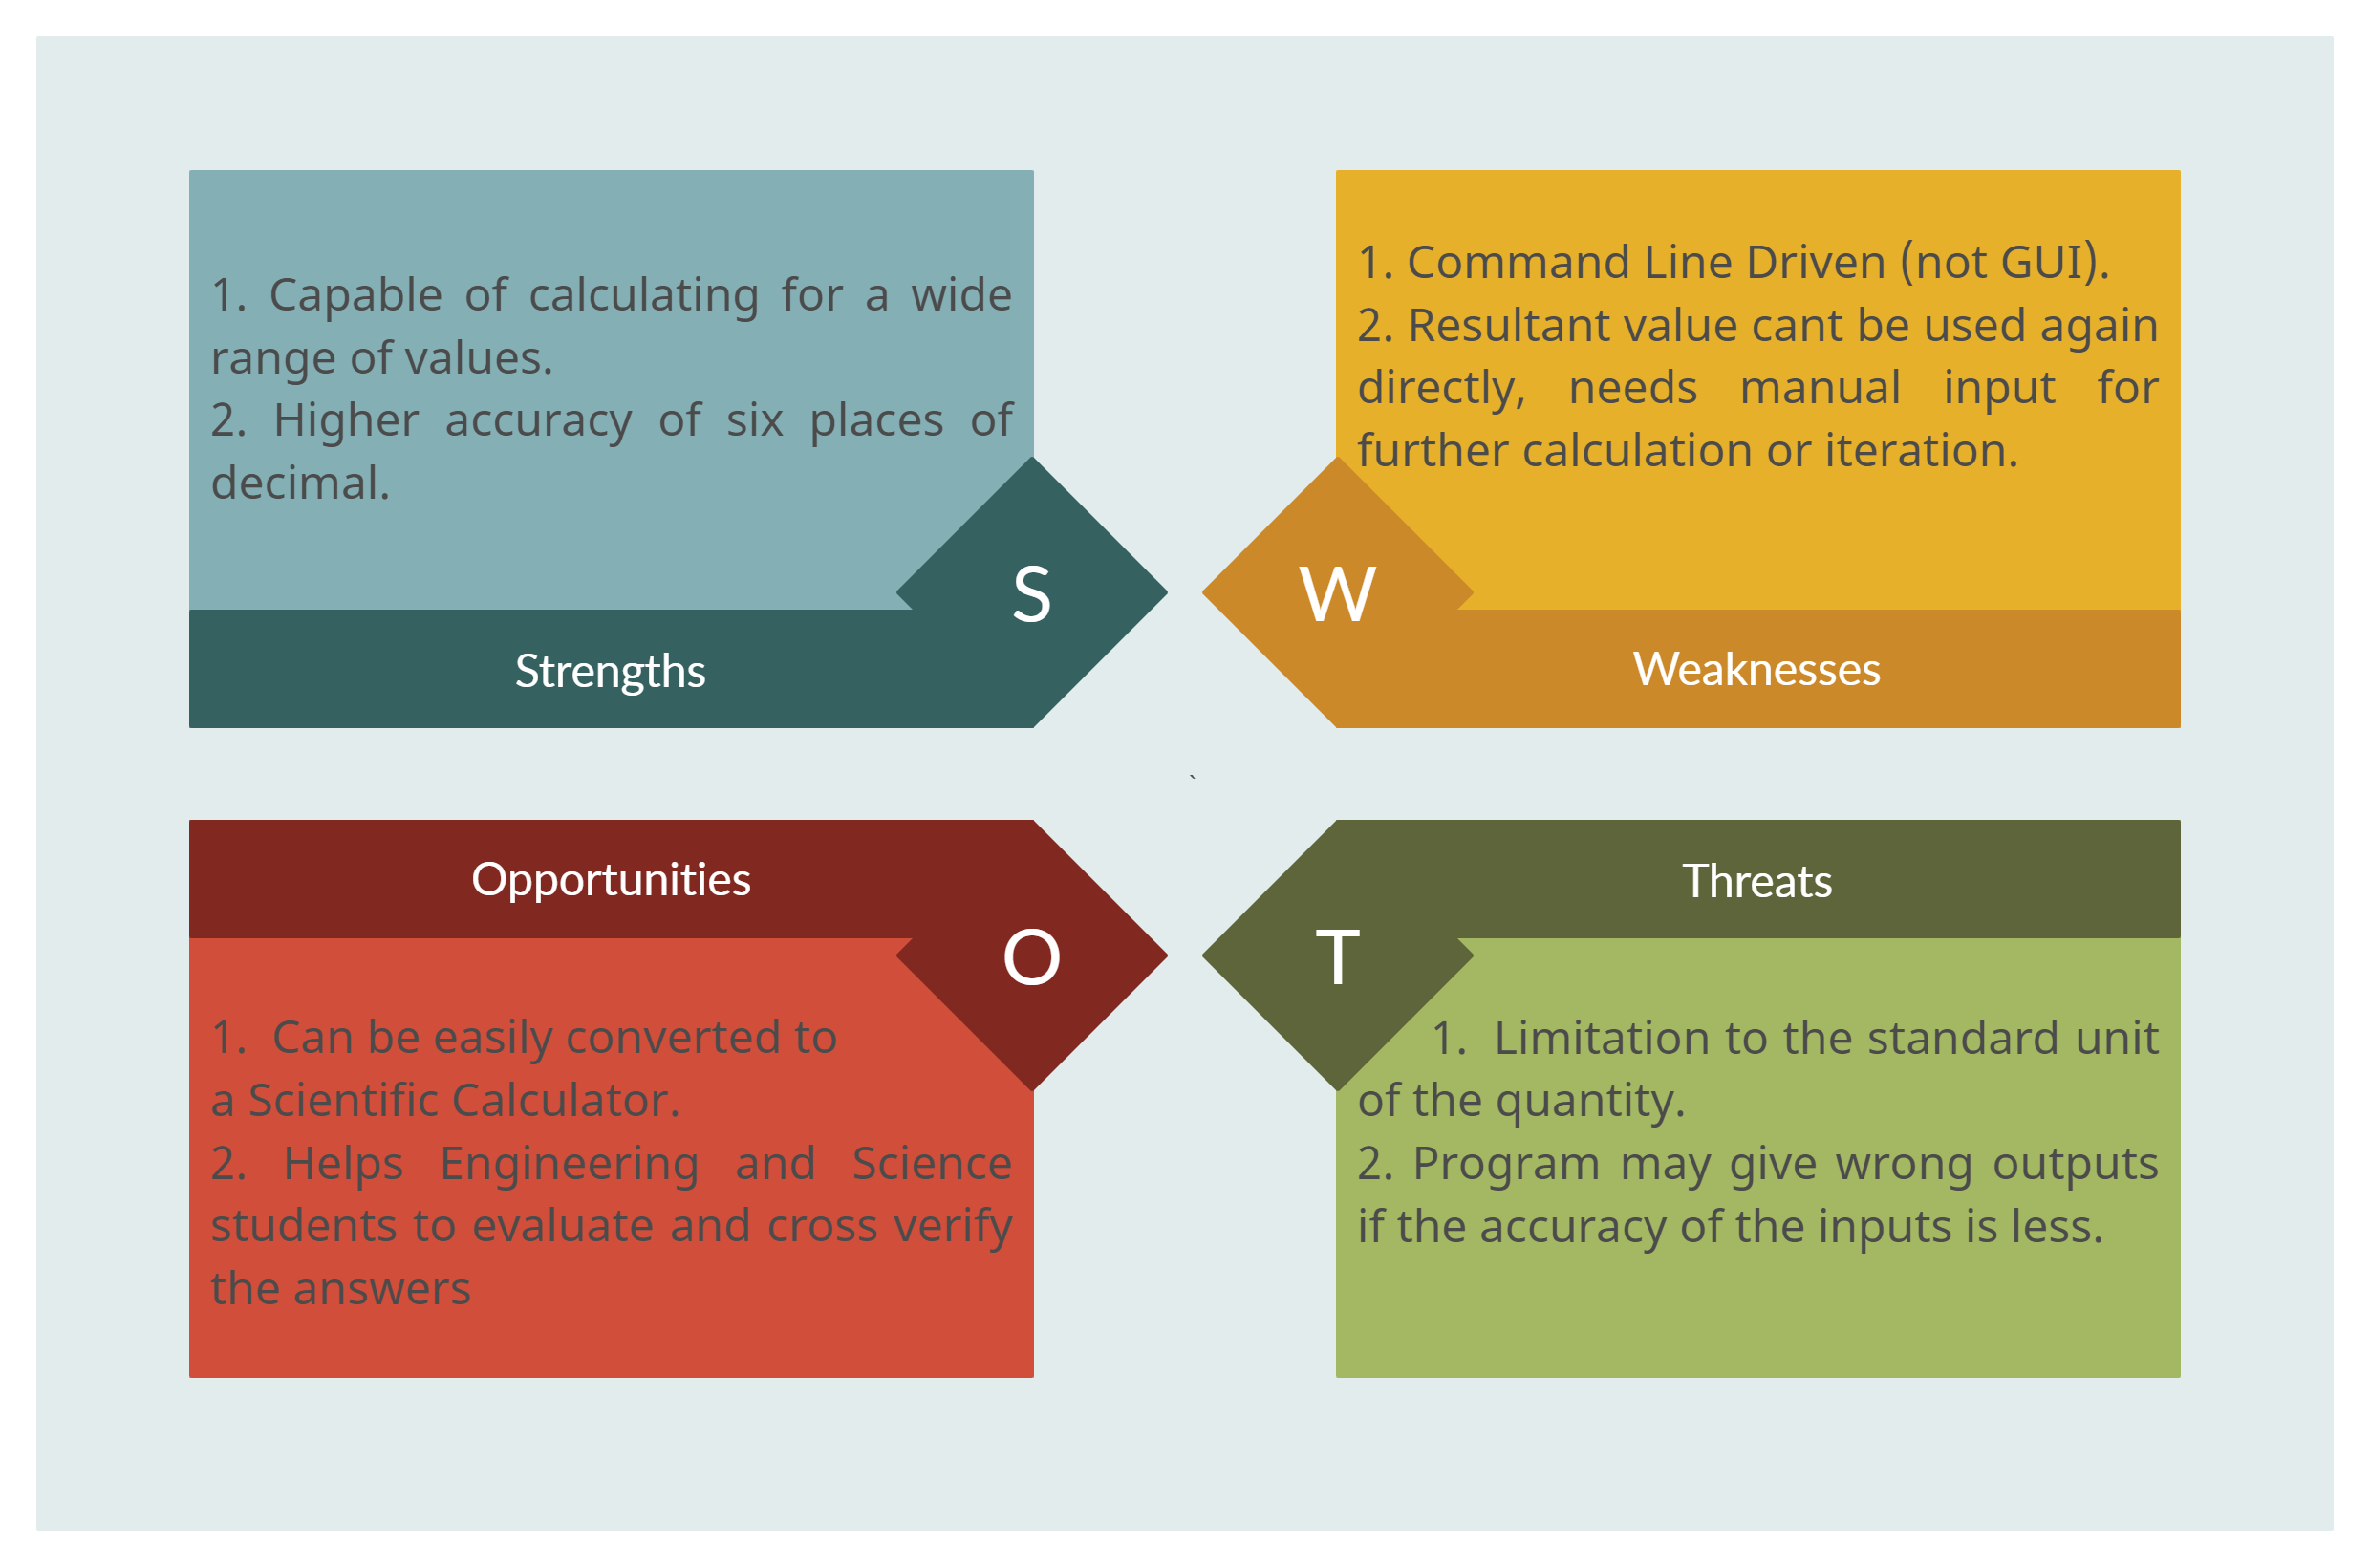 1. Capable of calculating for a wide
range of values.
2. Higher accuracy of six places of
decimal.
S
Strengths
1. Command Line Driven (not GUI).
2. Resultant value cant be used again
directly, needs manual input for
further calculation or iteration.
W
Weaknesses
`
Opportunities
O
1. Can be easily converted to
a Scientific Calculator.
2. Helps Engineering and Science
students to evaluate and cross verify
the answers
Threats
T
1. Limitation to the standard unit
of the quantity.
2. Program may give wrong outputs
if the accuracy of the inputs is less.